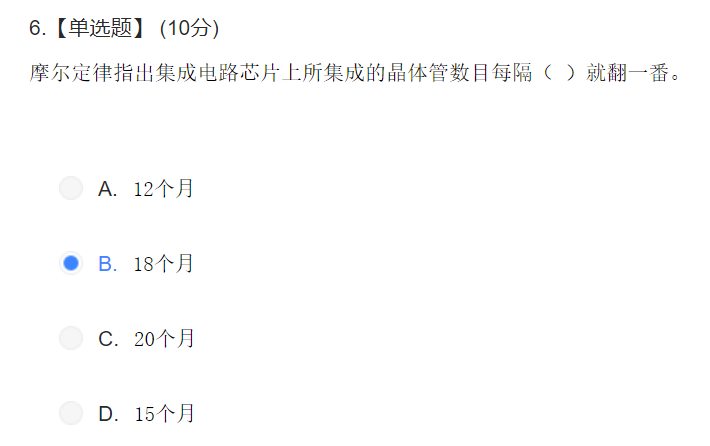 6.【单选题】 (10分)
摩尔定律指出集成电路芯片上所集成的晶体管数目每隔（ ）就翻一番。
A. 12个月
B. 18个月
C. 20个月
D. 15个月